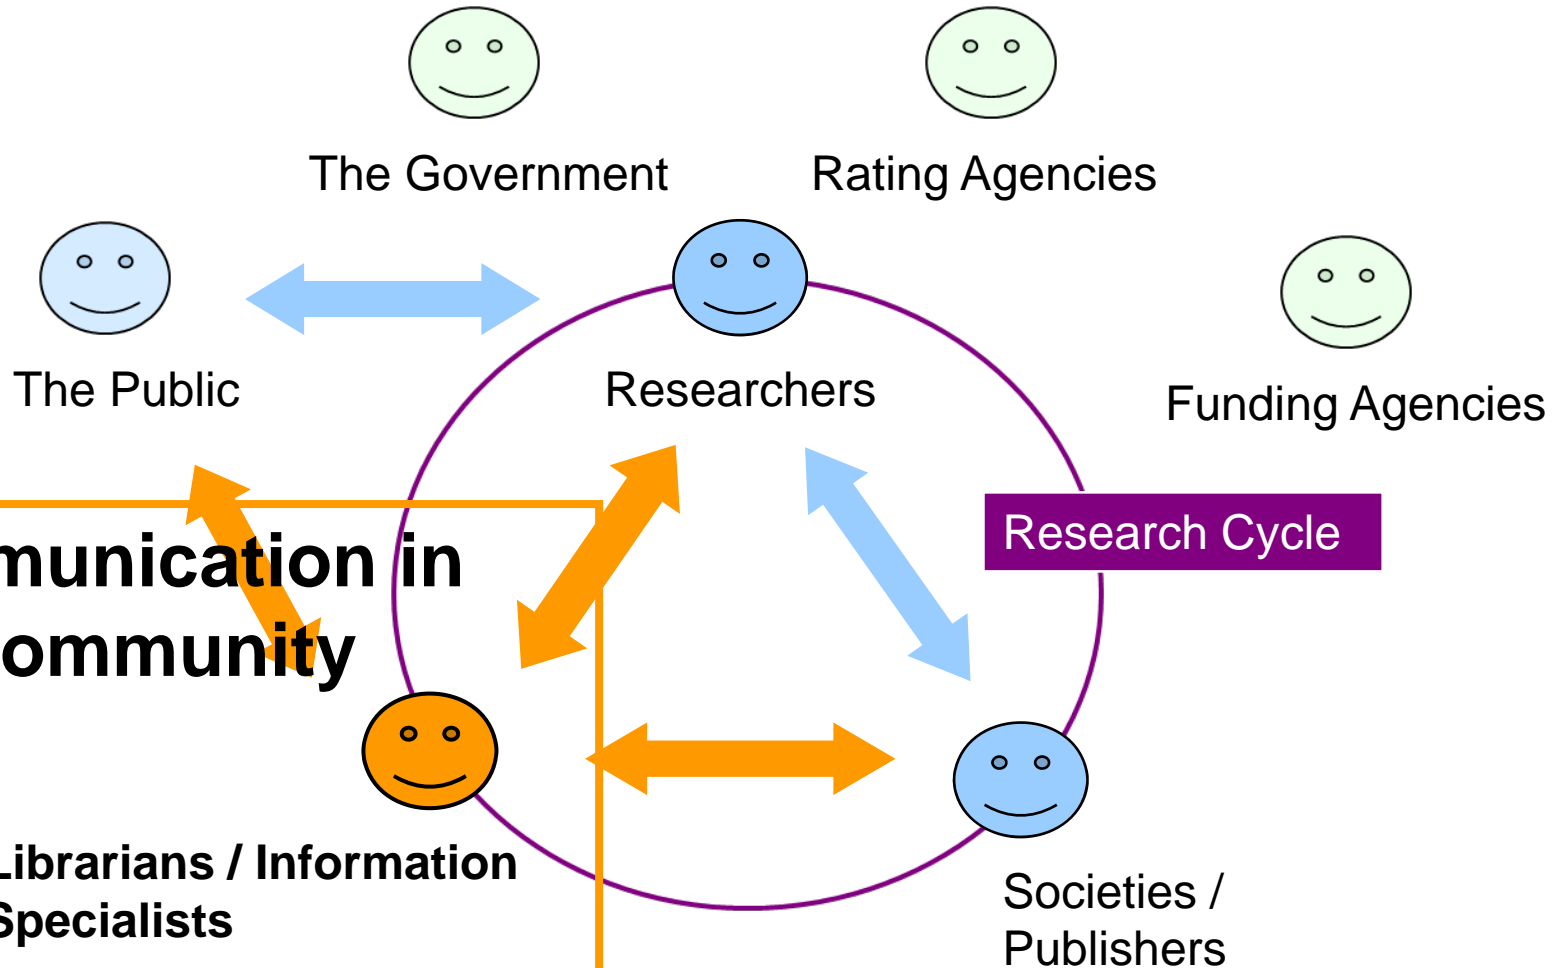 The Government
Rating Agencies
The Public
Researchers
Funding Agencies
Research Cycle
munication in
ommunity
Librarians / Information
Specialists
Societies /
Publishers